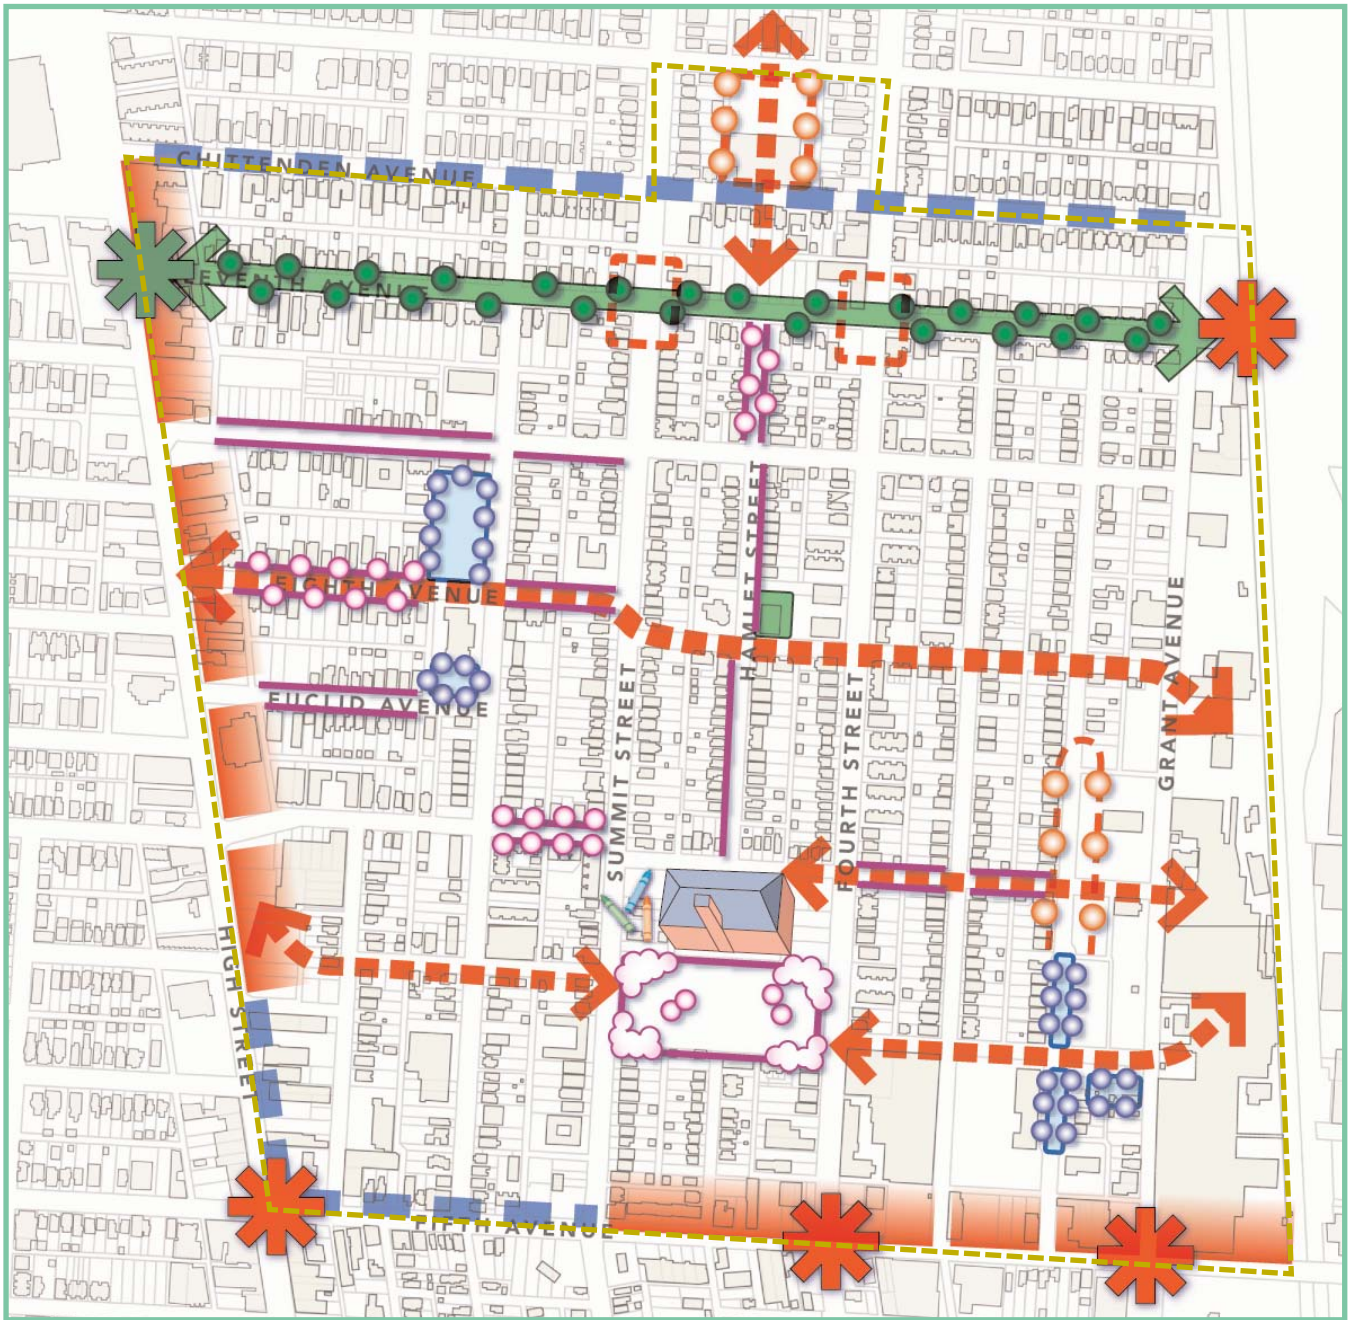 CHITTENDEN AVENUE
SEVENTH AVENUE
EIGHTH AVENUE
HAMLET STREET
GRANT AVENUE
EUCLID AVENUE
SUMMIT STREET
FOURTH STREET
HIGH STREET
FIFTH AVENUE